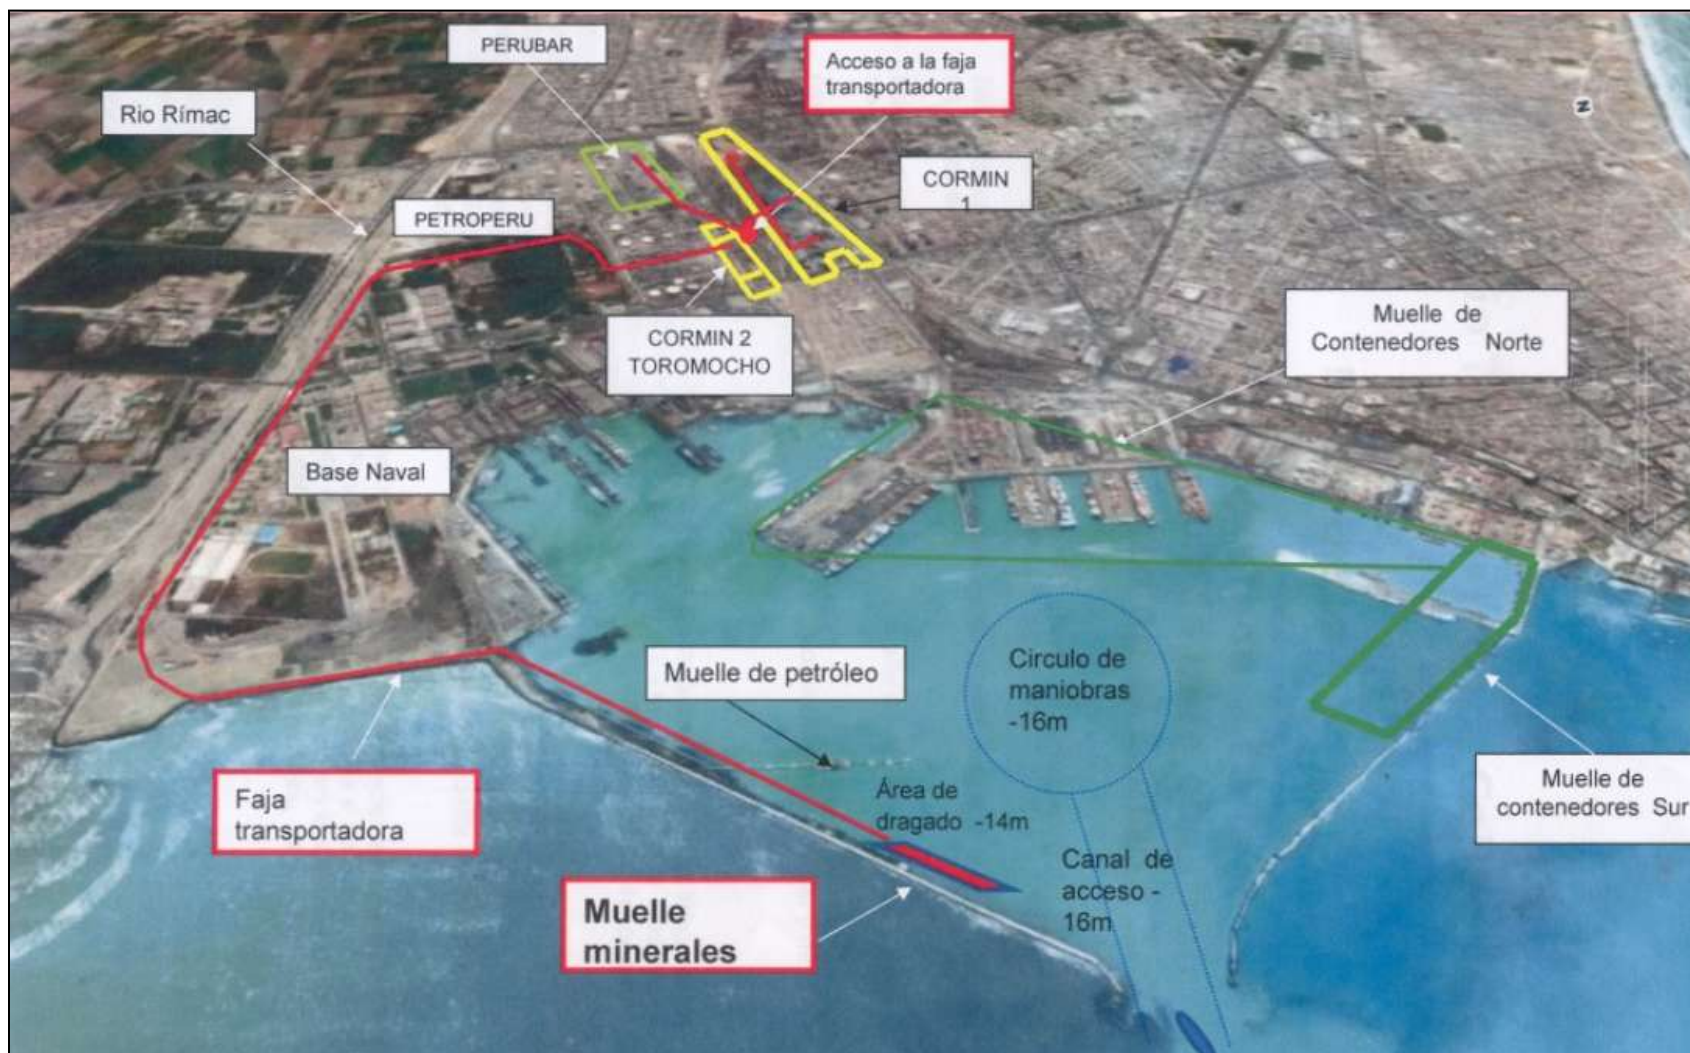 PERUBAR
Acceso a la faja
transportadora
Rio Rímac
N
CORMIN
1
PETROPERU
CORMIN 2
TOROMOCHO
Muelle de
Contenedores Norte
Base Naval
Muelle de petróleo
Circulo de
maniobras
-16m
Faja
transportadora
Área de
dragado -14m
Muelle de
contenedores Sur
Canal de
acceso -
16m
Muelle
minerales